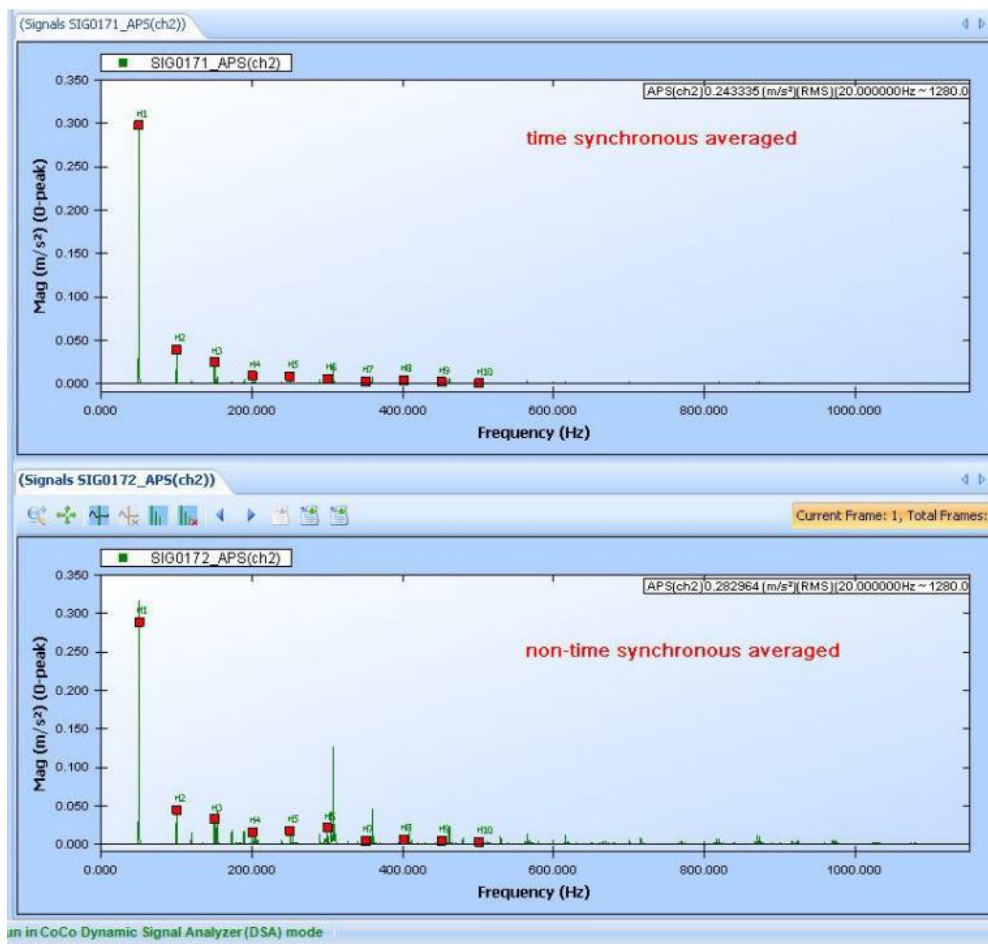 (Signals SIG0171_APS(ch2))
SIG0171_APS(ch2)
APS(ch2)0.243335 (m/s²)(RMS)(20.000000Hz ~ 1280.0
time synchronous averaged
Mag (m/s²) (0-peak)
0.350
0.300
0.250
0.200
0.150
0.100
0.050
0.000
H1
H2
H3
H4
H5
H6
H7
H8
H9
H10
0.000 200.000 400.000 600.000 800.000 1000.000
Frequency (Hz)
(Signals SIG0172_APS(ch2))
Current Frame: 1, Total Frames:
SIG0172_APS(ch2)
APS(ch2)0.282964 (m/s²)(RMS)(20.000000Hz ~ 1280.0
non-time synchronous averaged
Mag (m/s²) (0-peak)
0.350
0.300
0.250
0.200
0.150
0.100
0.050
0.000
H1
H2
H3
H4
H5
H6
H7
H8
H9
H10
0.000 200.000 400.000 600.000 800.000 1000.000
Frequency (Hz)
un in CoCo Dynamic Signal Analyzer (DSA) mode